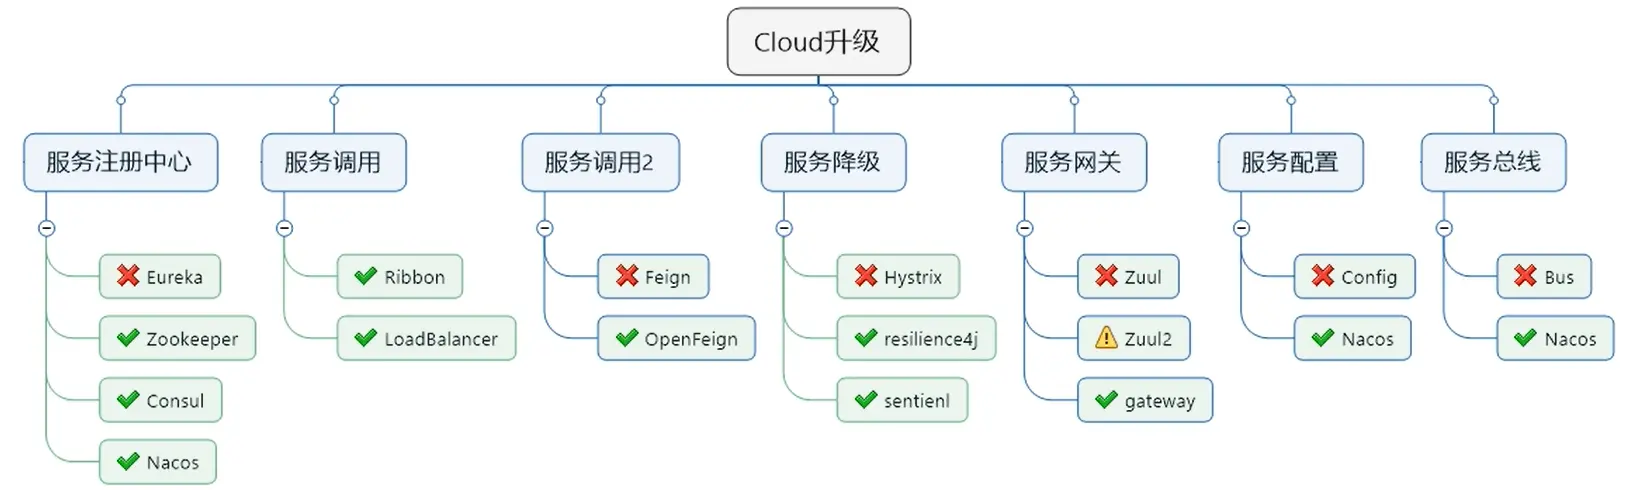 Cloud升级
服务注册中心
Eureka
Zookeeper
Consul
Nacos
服务调用
Ribbon
LoadBalancer
服务调用2
Feign
OpenFeign
服务降级
Hystrix
resilience4j
sentienl
服务网关
Zuul
Zuul2
gateway
服务配置
Config
Nacos
服务总线
Bus
Nacos